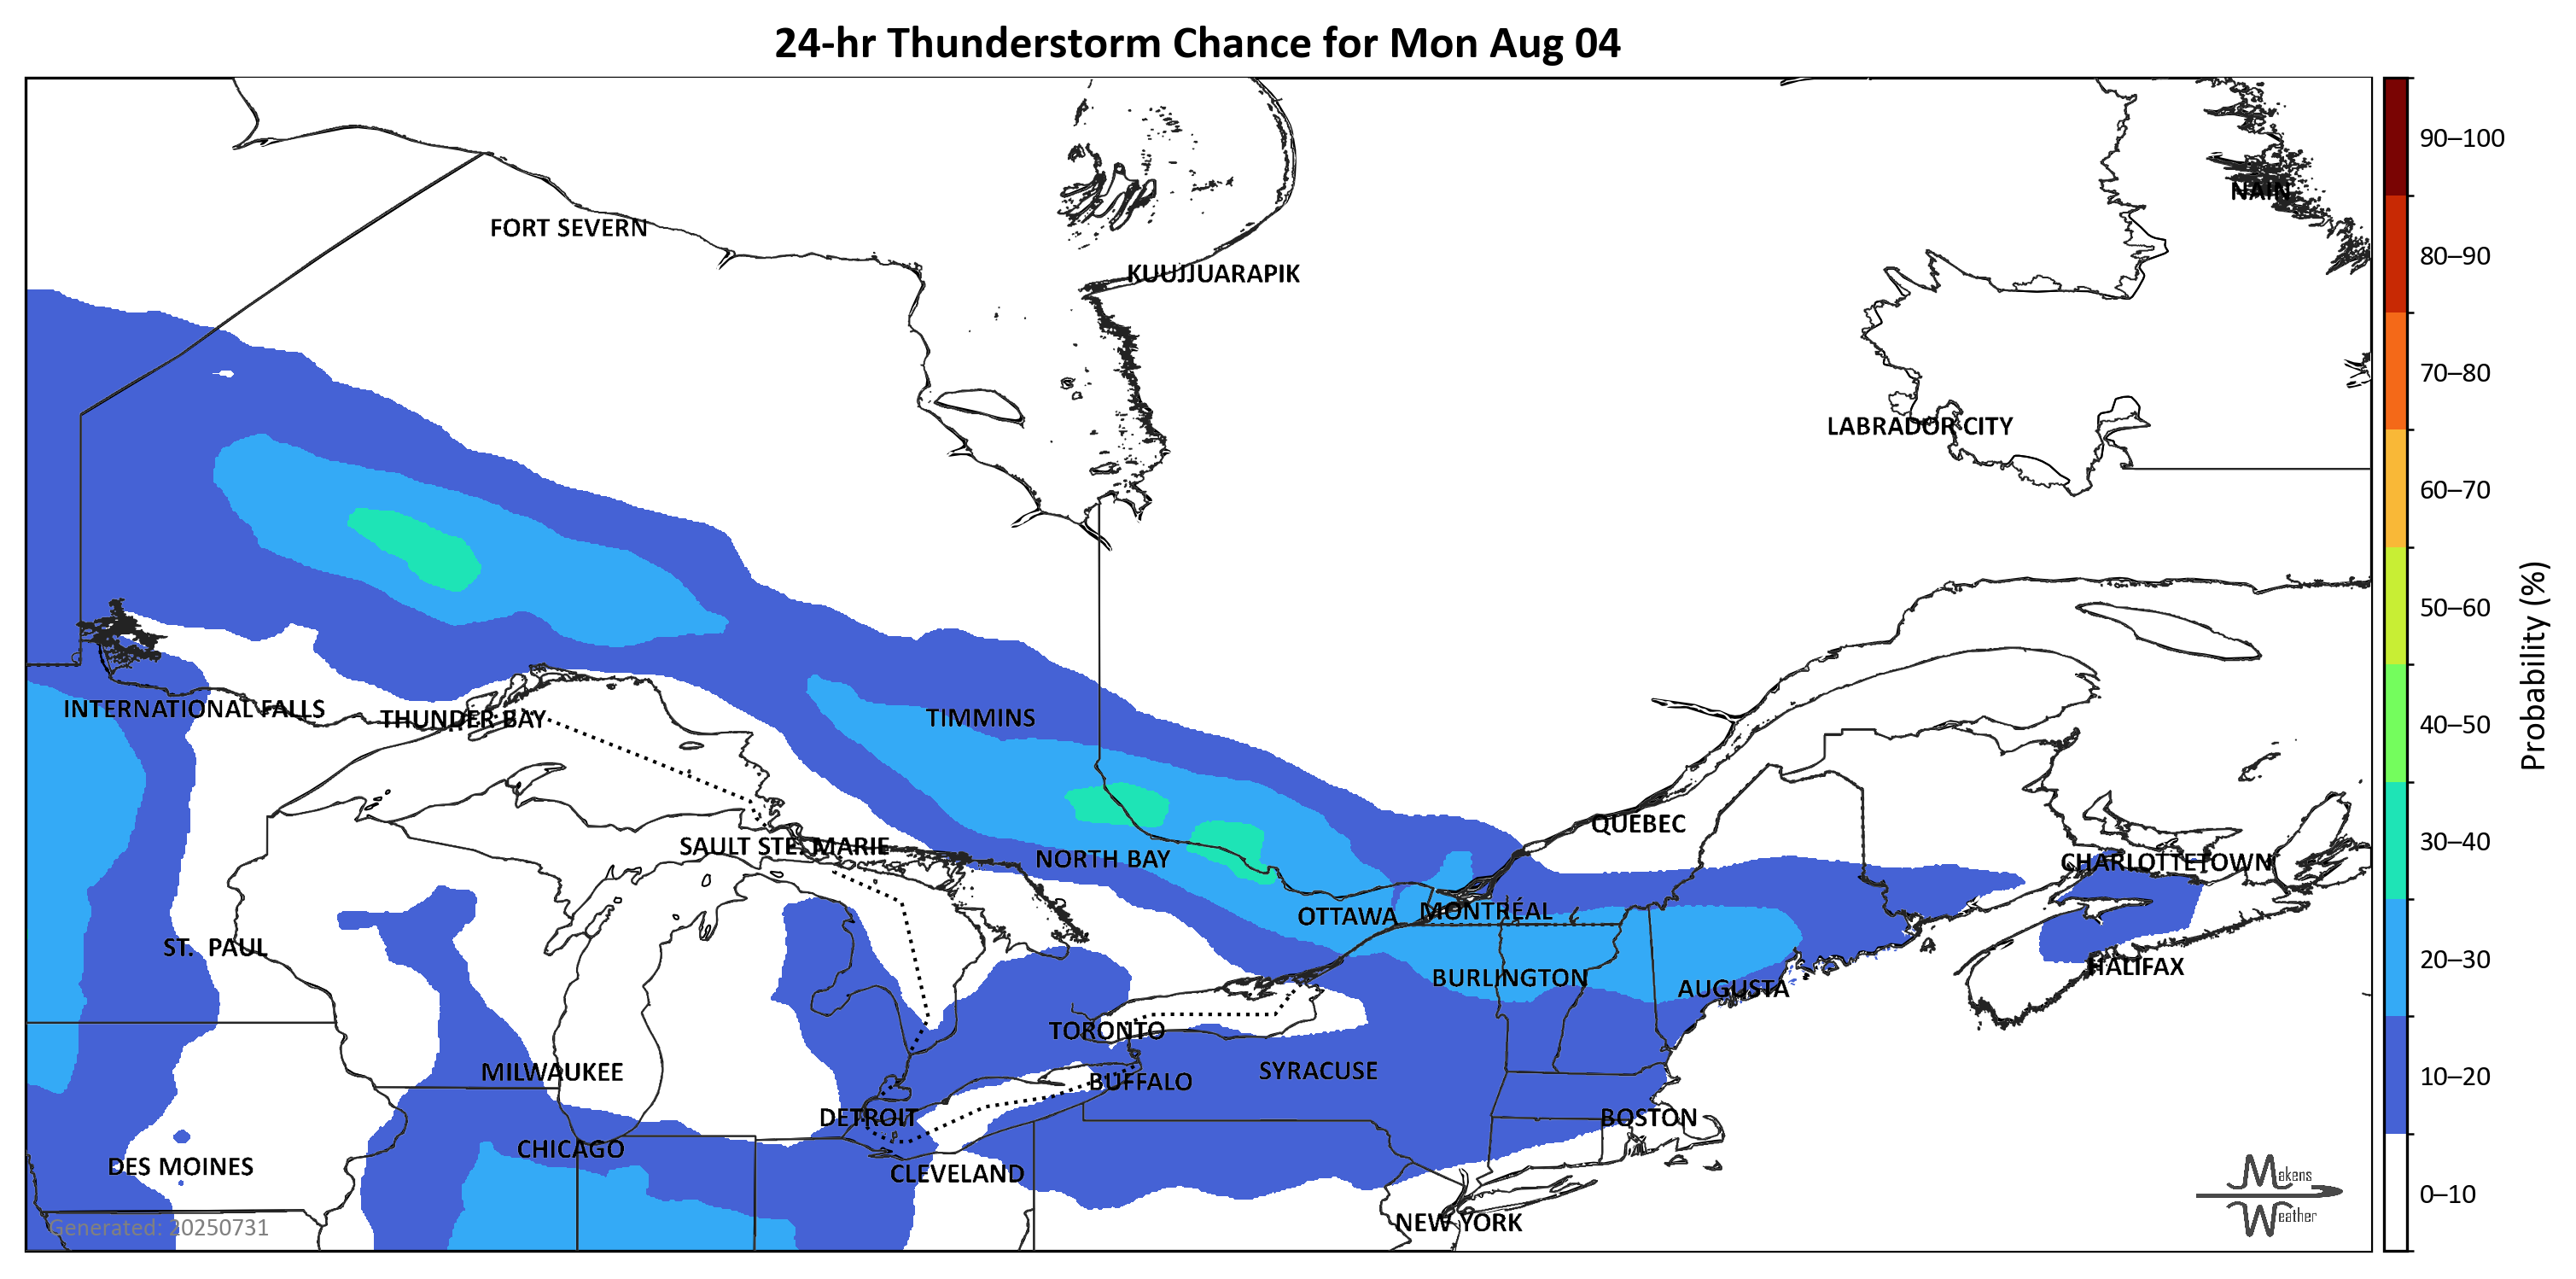 24-hr Thunderstorm Chance for Mon Aug 04
NAIN
FORT SEVERN
KUUJJUARAPIK
LABRADOR CITY
INTERNATIONAL FALLS
THUNDER BAY
TIMMINS
SAULT STE. MARIE
NORTH BAY
QUEBEC
CHARLOTTETOWN
OTTAWA
MONTRÉAL
ST. PAUL
BURLINGTON
AUGUSTA
HALIFAX
TORONTO
MILWAUKEE
BUFFALO
SYRACUSE
DETROIT
BOSTON
CHICAGO
DES MOINES
CLEVELAND
NEW YORK
Generated: 20250731
Makens
Weather
90–100
80–90
70–80
60–70
50–60
40–50
30–40
20–30
10–20
0–10
Probability (%)